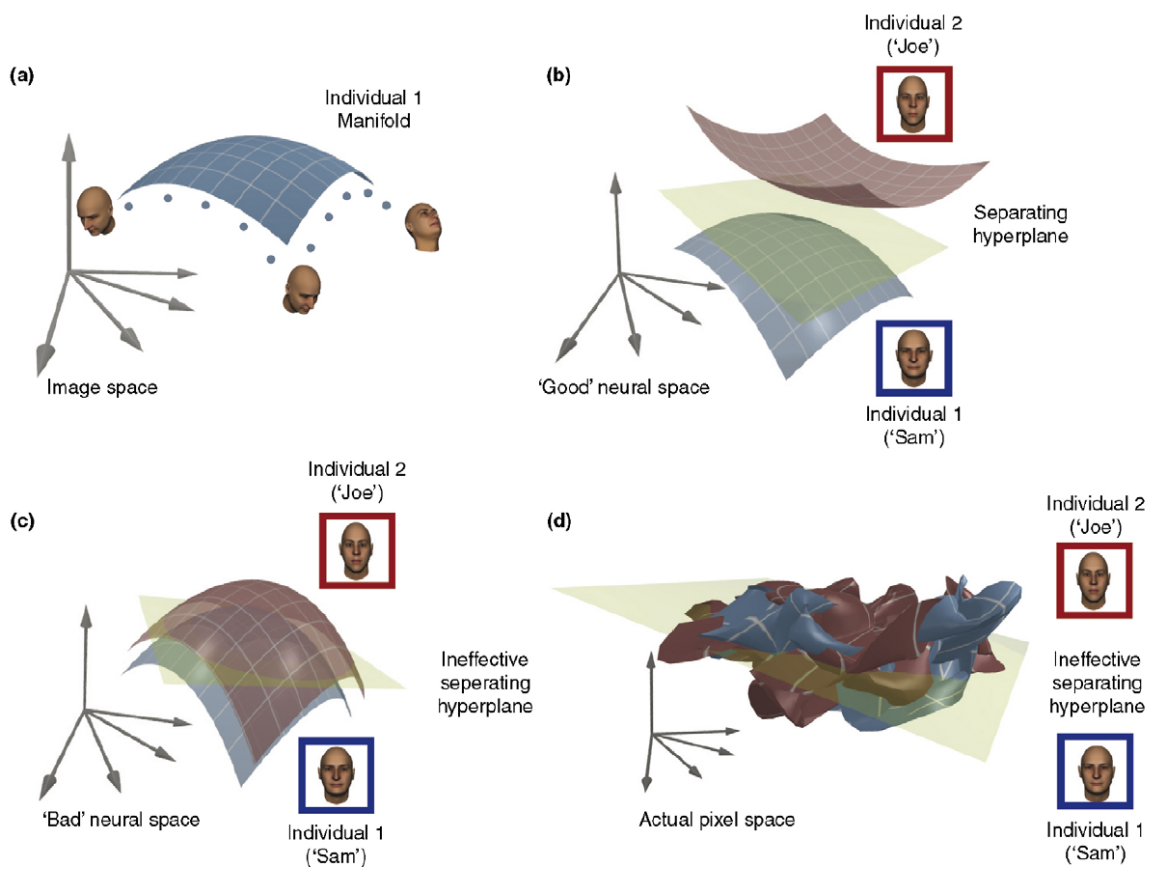 (a)
Individual 1
Manifold
Image space
(b)
Individual 2
('Joe')
Separating
hyperplane
'Good' neural space
Individual 1
('Sam')
(c)
Individual 2
('Joe')
Ineffective
seperating
hyperplane
'Bad' neural space
Individual 1
('Sam')
(d)
Individual 2
('Joe')
Ineffective
separating
hyperplane
Actual pixel space
Individual 1
('Sam')